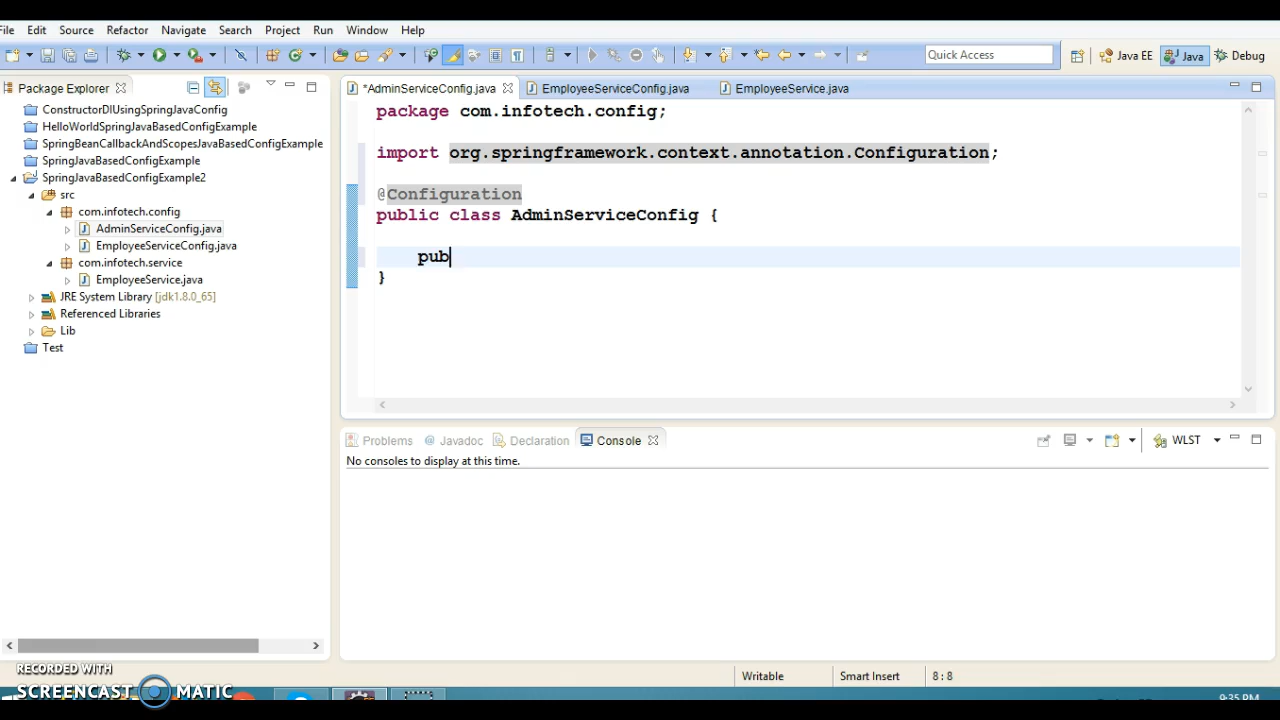 File Edit Source Refactor Navigate Search Project Run Window Help
Quick Access
Java EE
Java
Debug
Package Explorer
ConstructorDIUsingSpringJavaConfig
HelloWorldSpringJavaBasedConfigExample
SpringBeanCallbackAndScopesJavaBasedConfigExample
SpringJavaBasedConfigExample
SpringJavaBasedConfigExample2
src
com.infotech.config
AdminServiceConfig.java
EmployeeServiceConfig.java
com.infotech.service
EmployeeService.java
JRE System Library [jdk1.8.0_65]
Referenced Libraries
Lib
Test
*AdminServiceConfig.java
EmployeeServiceConfig.java
EmployeeService.java
package com.infotech.config;
import org.springframework.context.annotation.Configuration;
@Configuration
public class AdminServiceConfig {
pub
}
Problems
@ Javadoc
Declaration
Console
WLST
No consoles to display at this time.
Writable
Smart Insert
8 : 8
RECORDED WITH
SCREENCAST MATIC
9:35 PM